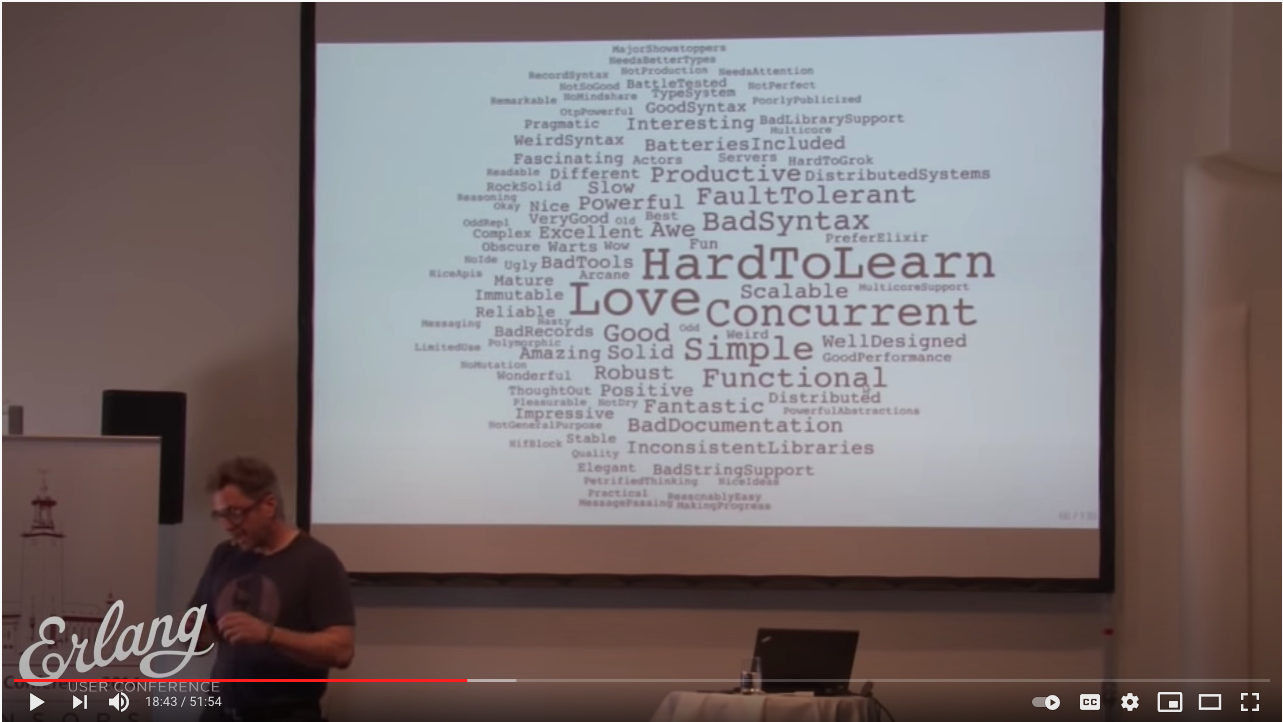 MajorShowstoppers
NeedsBetterTypes
RecordSyntax NotProduction NeedsAttention
NotSoGood BattleTested NotPerfect
Remarkable NoMindshare TypeSystem PoorlyPublicized
OtpPowerful GoodSyntax
Pragmatic Interesting BadLibrarySupport
Multicore
WeirdSyntax BatteriesIncluded
Fascinating Actors Servers HardToGrok
Readable Different Productive DistributedSystems
RockSolid Slow FaultTolerant
Reasoning Okay Nice Powerful
OddRepl VeryGood Old Best BadSyntax
Complex Excellent Awe PreferElixir
Obscure Warts Wow Fun
NoIde Ugly BadTools HardToLearn
NiceApis Arcane
Mature Scalable MulticoreSupport
Immutable Love Concurrent
Reliable
Messaging Nasty Odd
BadRecords Good Weird WellDesigned
LimitedUse Polymorphic
Amazing Solid Simple GoodPerformance
NoMutation
Wonderful Robust Functional
ThoughtOut Positive Distributed
Pleasurable NotDry Fantastic PowerfulAbstractions
Impressive
NotGeneralPurpose BadDocumentation
NifBlock Stable InconsistentLibraries
Quality
Elegant BadStringSupport
PetrifiedThinking NiceIdeas
Practical ReasonablyEasy
MessagePassing MakingProgress
Erlang
USER CONFERENCE
18:43 / 51:54
CC